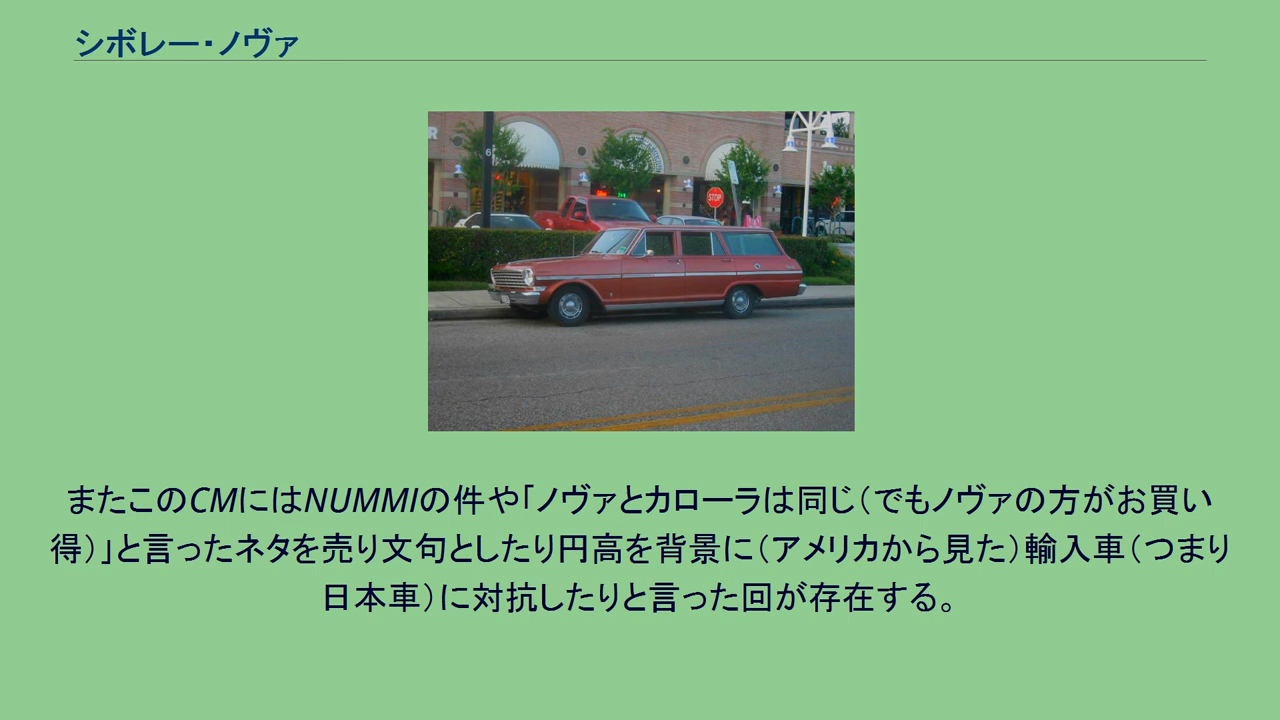 シボレー・ノヴァ
R
6
STOP
またこのCMにはNUMMIの件や「ノヴァとカローラは同じ（でもノヴァの方がお買い
得）」と言ったネタを売り文句としたり円高を背景に（アメリカから見た）輸入車（つまり
日本車）に対抗したりと言った回が存在する。